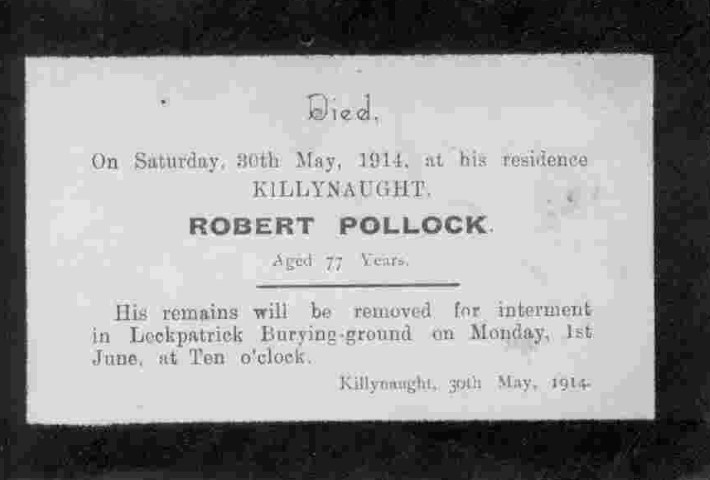 Died,
On Saturday, 30th May, 1914, at his residence
KILLYNAUGHT.
ROBERT POLLOCK.
Aged 77 Years.
His remains will be removed for interment
in Leckpatrick Burying-ground on Monday, 1st
June, at Ten o'clock.
Killynaught, 30th May, 1914.